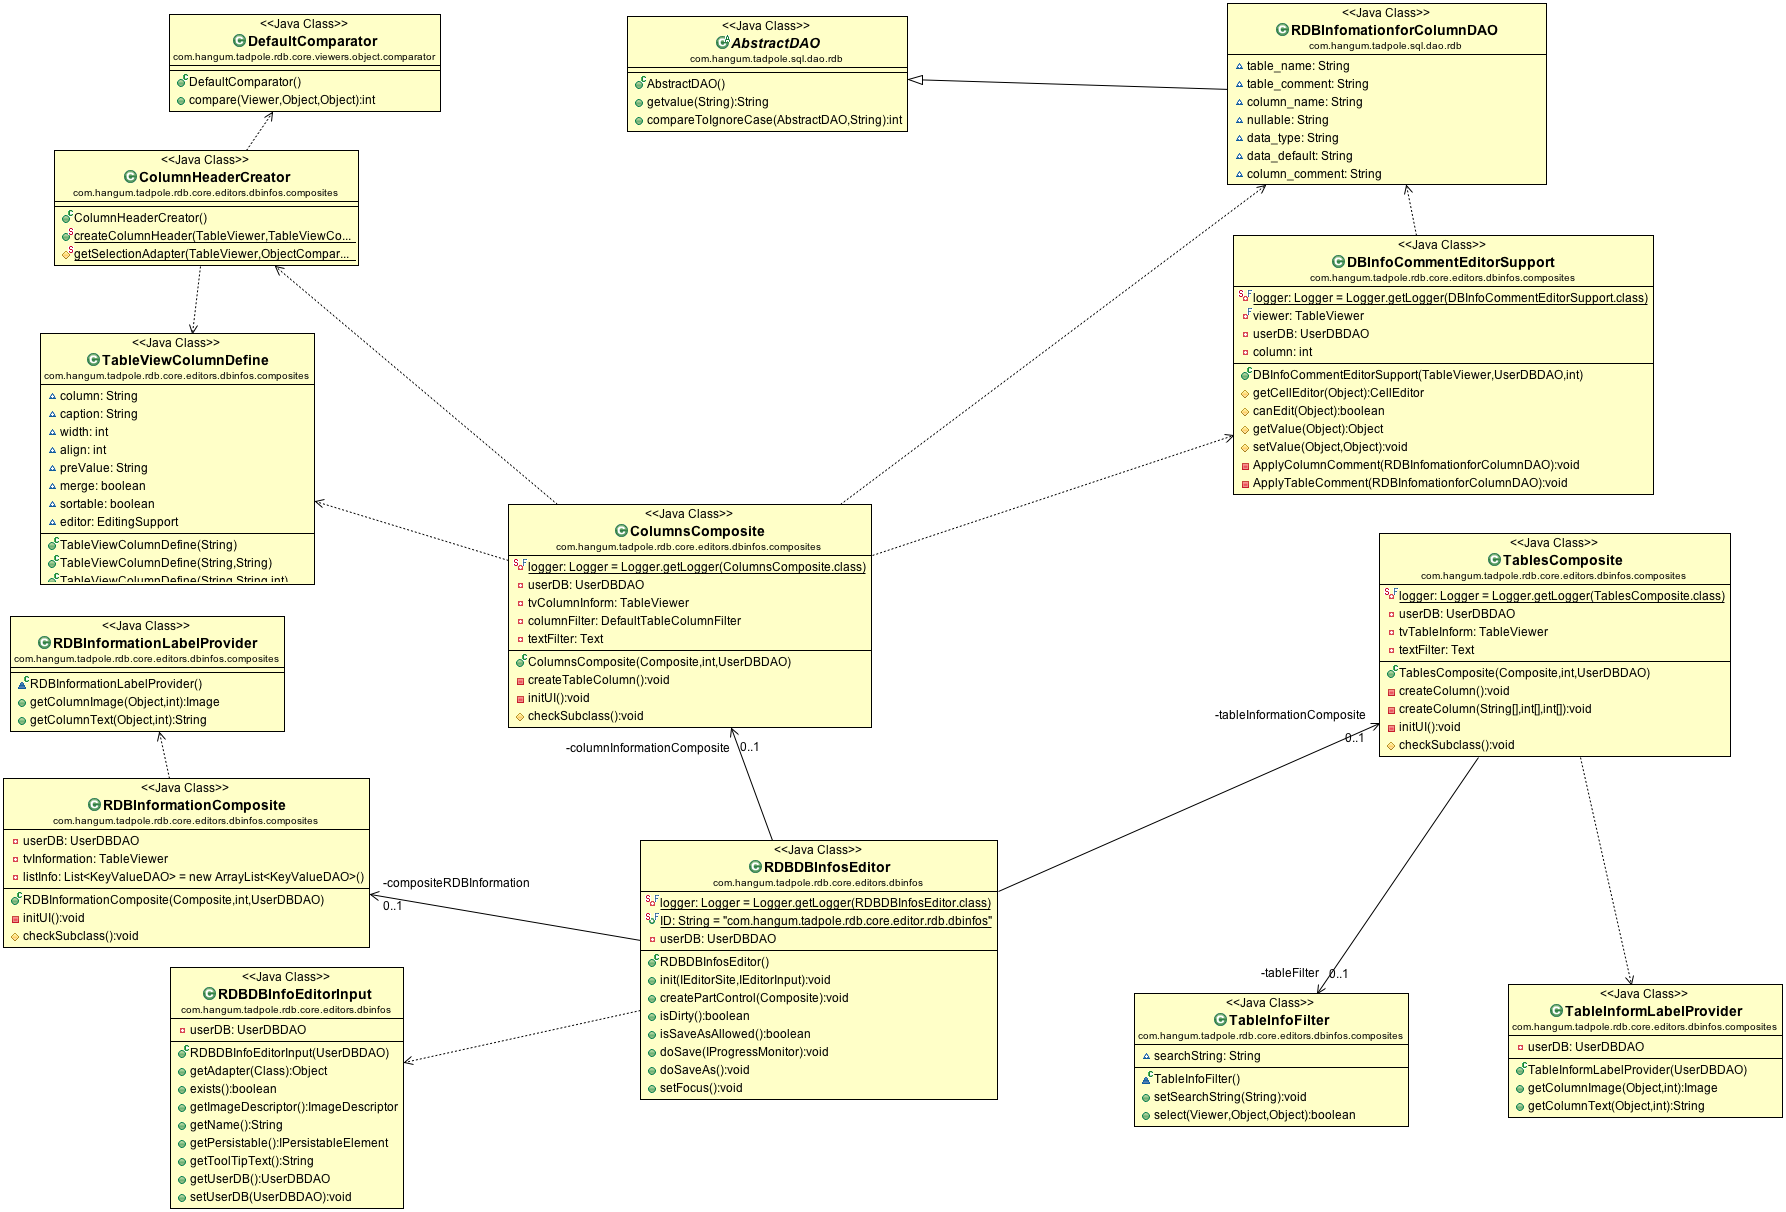 <<Java Class>>
DefaultComparator
com.hangum.tadpole.rdb.core.viewers.object.comparator
DefaultComparator()
compare(Viewer,Object,Object):int
<<Java Class>>
AbstractDAO
com.hangum.tadpole.sql.dao.rdb
AbstractDAO()
getvalue(String):String
compareToIgnoreCase(AbstractDAO,String):int
<<Java Class>>
RDBInfomationforColumnDAO
com.hangum.tadpole.sql.dao.rdb
table_name: String
table_comment: String
column_name: String
nullable: String
data_type: String
data_default: String
column_comment: String
<<Java Class>>
ColumnHeaderCreator
com.hangum.tadpole.rdb.core.editors.dbinfos.composites
ColumnHeaderCreator()
createColumnHeader(TableViewer,TableViewCo...
getSelectionAdapter(TableViewer,ObjectCompar...
<<Java Class>>
DBInfoCommentEditorSupport
com.hangum.tadpole.rdb.core.editors.dbinfos.composites
logger: Logger = Logger.getLogger(DBInfoCommentEditorSupport.class)
viewer: TableViewer
userDB: UserDBDAO
column: int
DBInfoCommentEditorSupport(TableViewer,UserDBDAO,int)
getCellEditor(Object):CellEditor
canEdit(Object):boolean
getValue(Object):Object
setValue(Object,Object):void
ApplyColumnComment(RDBInfomationforColumnDAO):void
ApplyTableComment(RDBInfomationforColumnDAO):void
<<Java Class>>
TableViewColumnDefine
com.hangum.tadpole.rdb.core.editors.dbinfos.composites
column: String
caption: String
width: int
align: int
preValue: String
merge: boolean
sortable: boolean
editor: EditingSupport
TableViewColumnDefine(String)
TableViewColumnDefine(String,String)
TableViewColumnDefine(String,String,int)
<<Java Class>>
ColumnsComposite
com.hangum.tadpole.rdb.core.editors.dbinfos.composites
logger: Logger = Logger.getLogger(ColumnsComposite.class)
userDB: UserDBDAO
tvColumnInform: TableViewer
columnFilter: DefaultTableColumnFilter
textFilter: Text
ColumnsComposite(Composite,int,UserDBDAO)
createTableColumn():void
initUI():void
checkSubclass():void
<<Java Class>>
TablesComposite
com.hangum.tadpole.rdb.core.editors.dbinfos.composites
logger: Logger = Logger.getLogger(TablesComposite.class)
userDB: UserDBDAO
tvTableInform: TableViewer
textFilter: Text
TablesComposite(Composite,int,UserDBDAO)
createColumn():void
createColumn(String[],int[],int[]):void
initUI():void
checkSubclass():void
<<Java Class>>
RDBInformationLabelProvider
com.hangum.tadpole.rdb.core.editors.dbinfos.composites
RDBInformationLabelProvider()
getColumnImage(Object,int):Image
getColumnText(Object,int):String
-tableInformationComposite
0..1
-columnInformationComposite
0..1
<<Java Class>>
RDBInformationComposite
com.hangum.tadpole.rdb.core.editors.dbinfos.composites
userDB: UserDBDAO
tvInformation: TableViewer
listInfo: List<KeyValueDAO> = new ArrayList<KeyValueDAO>()
RDBInformationComposite(Composite,int,UserDBDAO)
initUI():void
checkSubclass():void
-compositeRDBInformation
0..1
<<Java Class>>
RDBDBInfosEditor
com.hangum.tadpole.rdb.core.editors.dbinfos
logger: Logger = Logger.getLogger(RDBDBInfosEditor.class)
ID: String = "com.hangum.tadpole.rdb.core.editor.rdb.dbinfos"
userDB: UserDBDAO
RDBDBInfosEditor()
init(IEditorSite,IEditorInput):void
createPartControl(Composite):void
isDirty():boolean
isSaveAsAllowed():boolean
doSave(IProgressMonitor):void
doSaveAs():void
setFocus():void
<<Java Class>>
RDBDBInfoEditorInput
com.hangum.tadpole.rdb.core.editors.dbinfos
userDB: UserDBDAO
RDBDBInfoEditorInput(UserDBDAO)
getAdapter(Class):Object
exists():boolean
getImageDescriptor():ImageDescriptor
getName():String
getPersistable():IPersistableElement
getToolTipText():String
getUserDB():UserDBDAO
setUserDB(UserDBDAO):void
-tableFilter
0..1
<<Java Class>>
TableInfoFilter
com.hangum.tadpole.rdb.core.editors.dbinfos.composites
searchString: String
TableInfoFilter()
setSearchString(String):void
select(Viewer,Object,Object):boolean
<<Java Class>>
TableInformLabelProvider
com.hangum.tadpole.rdb.core.editors.dbinfos.composites
userDB: UserDBDAO
TableInformLabelProvider(UserDBDAO)
getColumnImage(Object,int):Image
getColumnText(Object,int):String